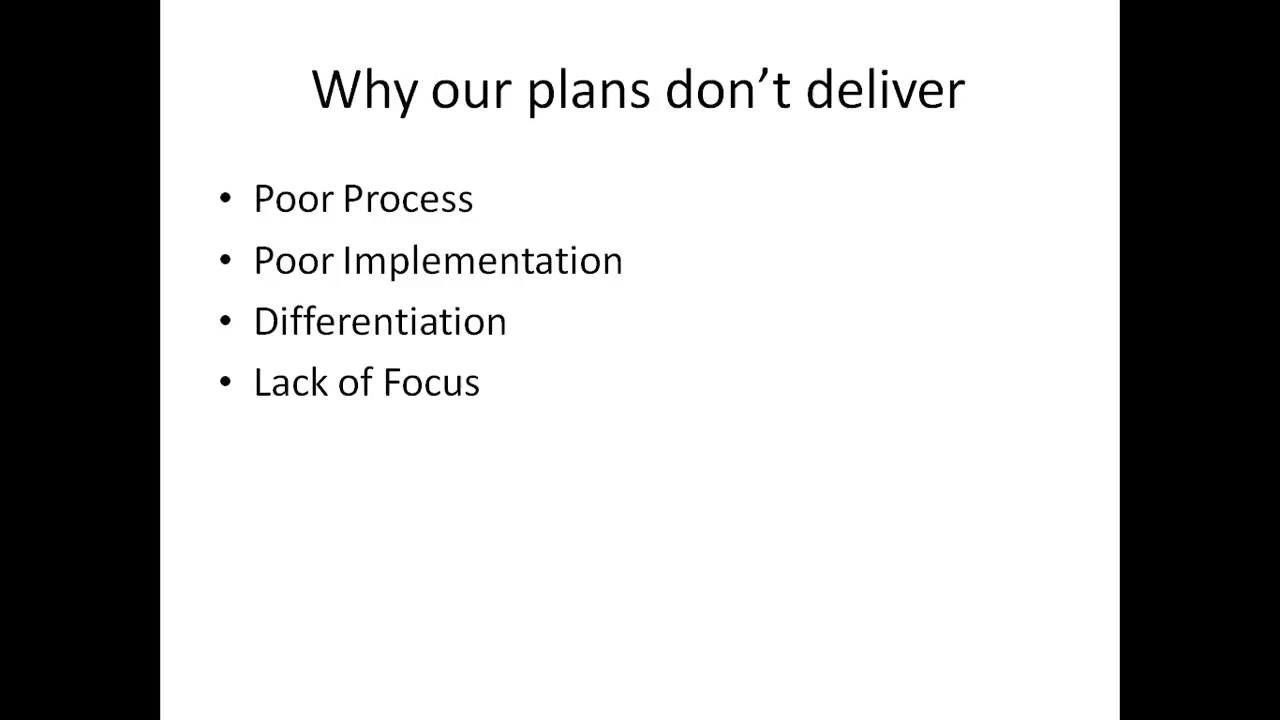 Why our plans don’t deliver
• Poor Process
• Poor Implementation
• Differentiation
• Lack of Focus